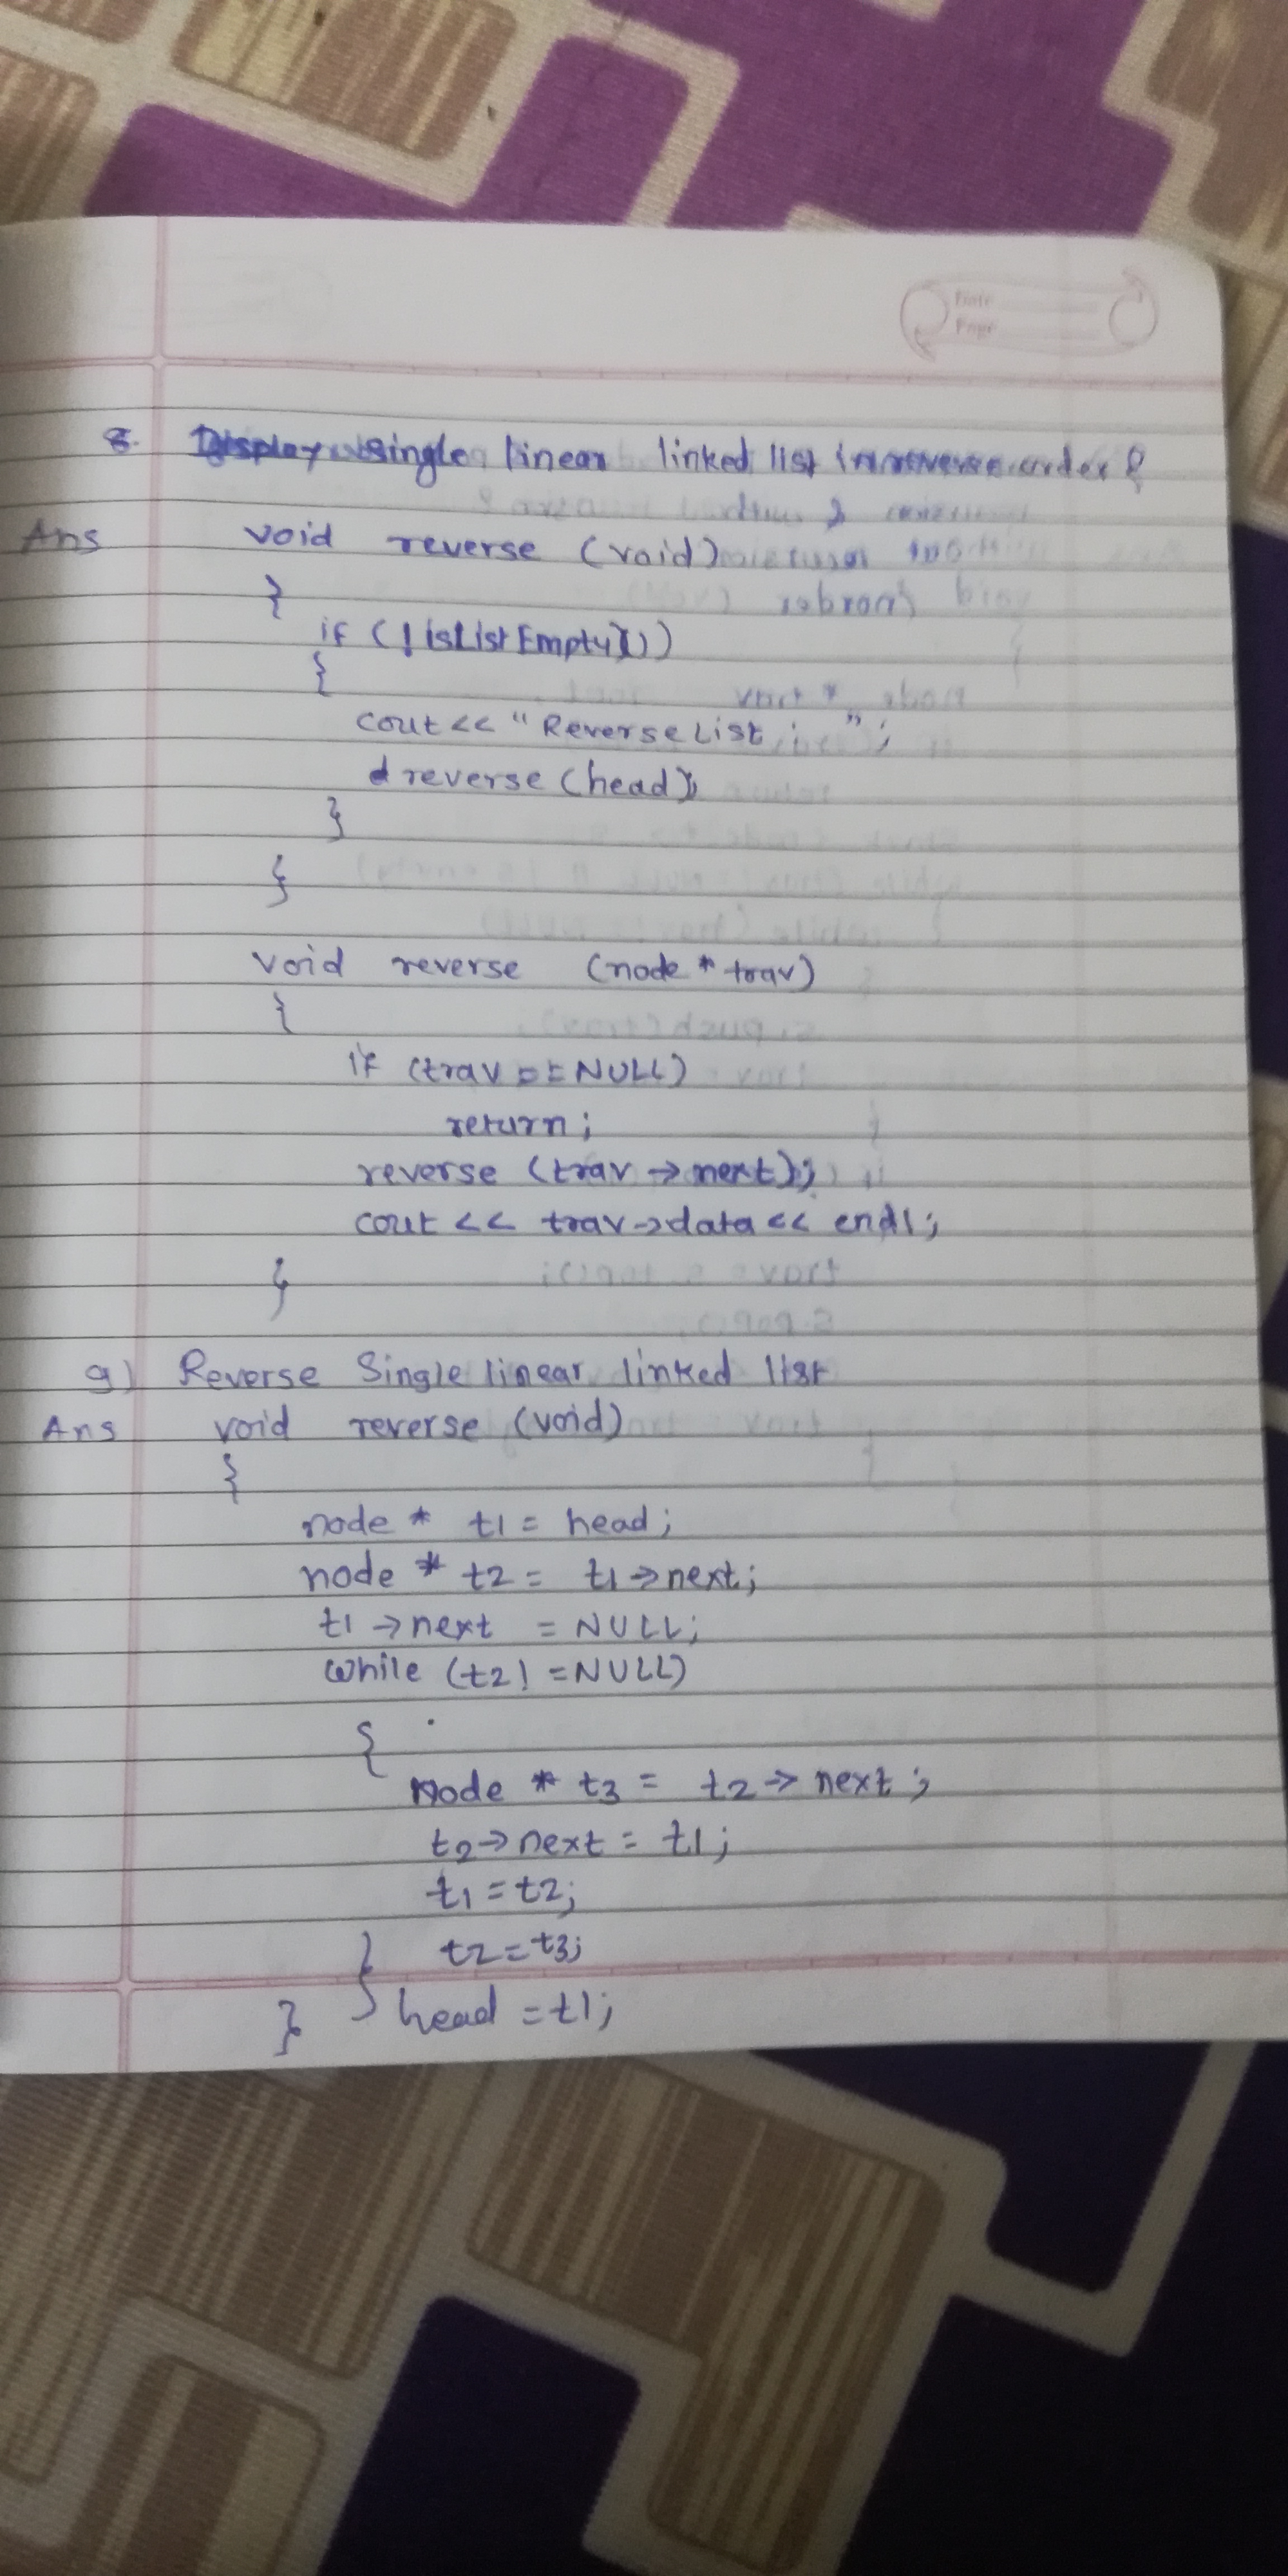 Date
Page
8. Display single linear linked list in reverse order ?
Ans void reverse (void)
}
if (! isListEmpty())
{
cout << " Reverse List : " ;
d reverse (head);
}
}
void reverse (node * trav)
{
if (trav == NULL)
return ;
reverse (trav → next);
cout << trav → data << endl ;
}
9) Reverse Single linear linked list
Ans void reverse (void)
{
node * t1 = head ;
node * t2 = t1 → next ;
t1 → next = NULL ;
while (t2 ! = NULL)
{
Node * t3 = t2 → next ;
t2 → next = t1 ;
t1 = t2 ;
t2 = t3 ;
} head = t1 ;
}